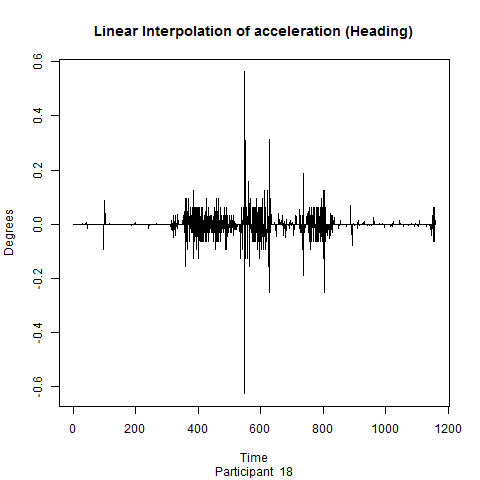 Linear Interpolation of acceleration (Heading)
Degrees
0.6
0.4
0.2
0.0
-0.2
-0.4
-0.6
0 200 400 600 800 1000 1200
Time
Participant 18